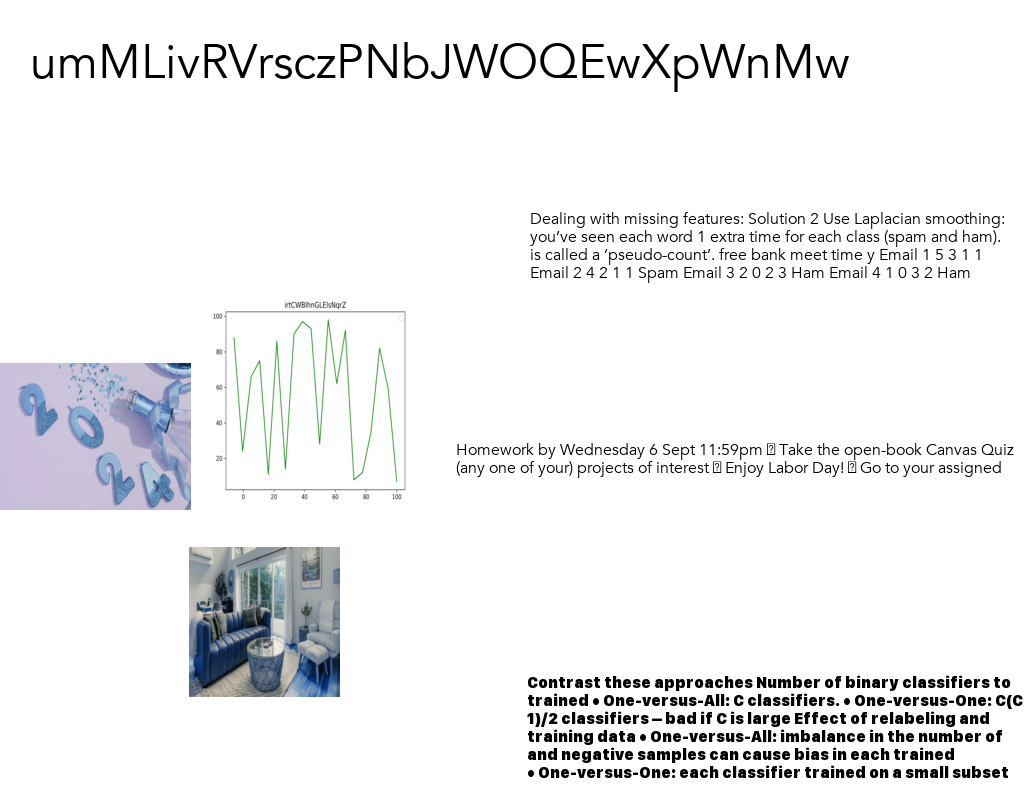 umMLivRVrsczPNbJWOQEwXpWnMw
Dealing with missing features: Solution 2 Use Laplacian smoothing:
you’ve seen each word 1 extra time for each class (spam and ham).
is called a ’pseudo-count’. free bank meet time y Email 1 5 3 1 1
Email 2 4 2 1 1 Spam Email 3 2 0 2 3 Ham Email 4 1 0 3 2 Ham
irtCWBlhnGLElsNqrZ
100
80
60
40
20
0 20 40 60 80 100
2024
Homework by Wednesday 6 Sept 11:59pm ⍰ Take the open-book Canvas Quiz
(any one of your) projects of interest ⍰ Enjoy Labor Day! ⍰ Go to your assigned
Contrast these approaches Number of binary classifiers to
trained • One-versus-All: C classifiers. • One-versus-One: C(C
1)/2 classifiers – bad if C is large Effect of relabeling and
training data • One-versus-All: imbalance in the number of
and negative samples can cause bias in each trained
• One-versus-One: each classifier trained on a small subset